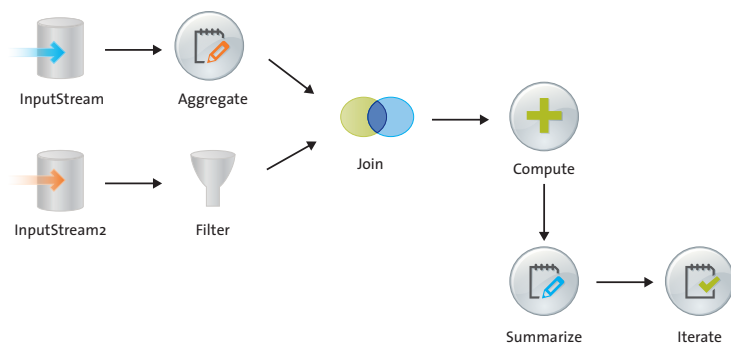 InputStream
Aggregate
Join
Compute
InputStream2
Filter
Summarize
Iterate